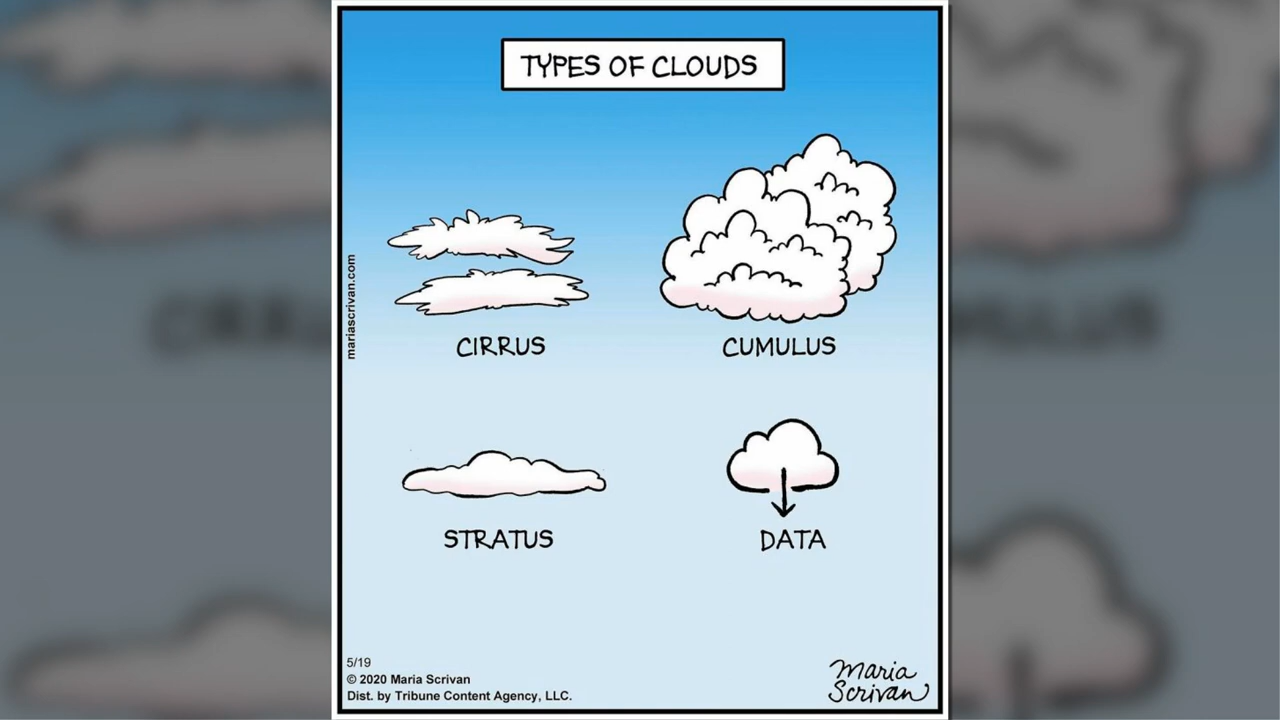 TYPES OF CLOUDS
mariascrivan.com
CIRRUS
CUMULUS
STRATUS
DATA
5/19
© 2020 Maria Scrivan
Dist. by Tribune Content Agency, LLC.
Maria
Scrivan